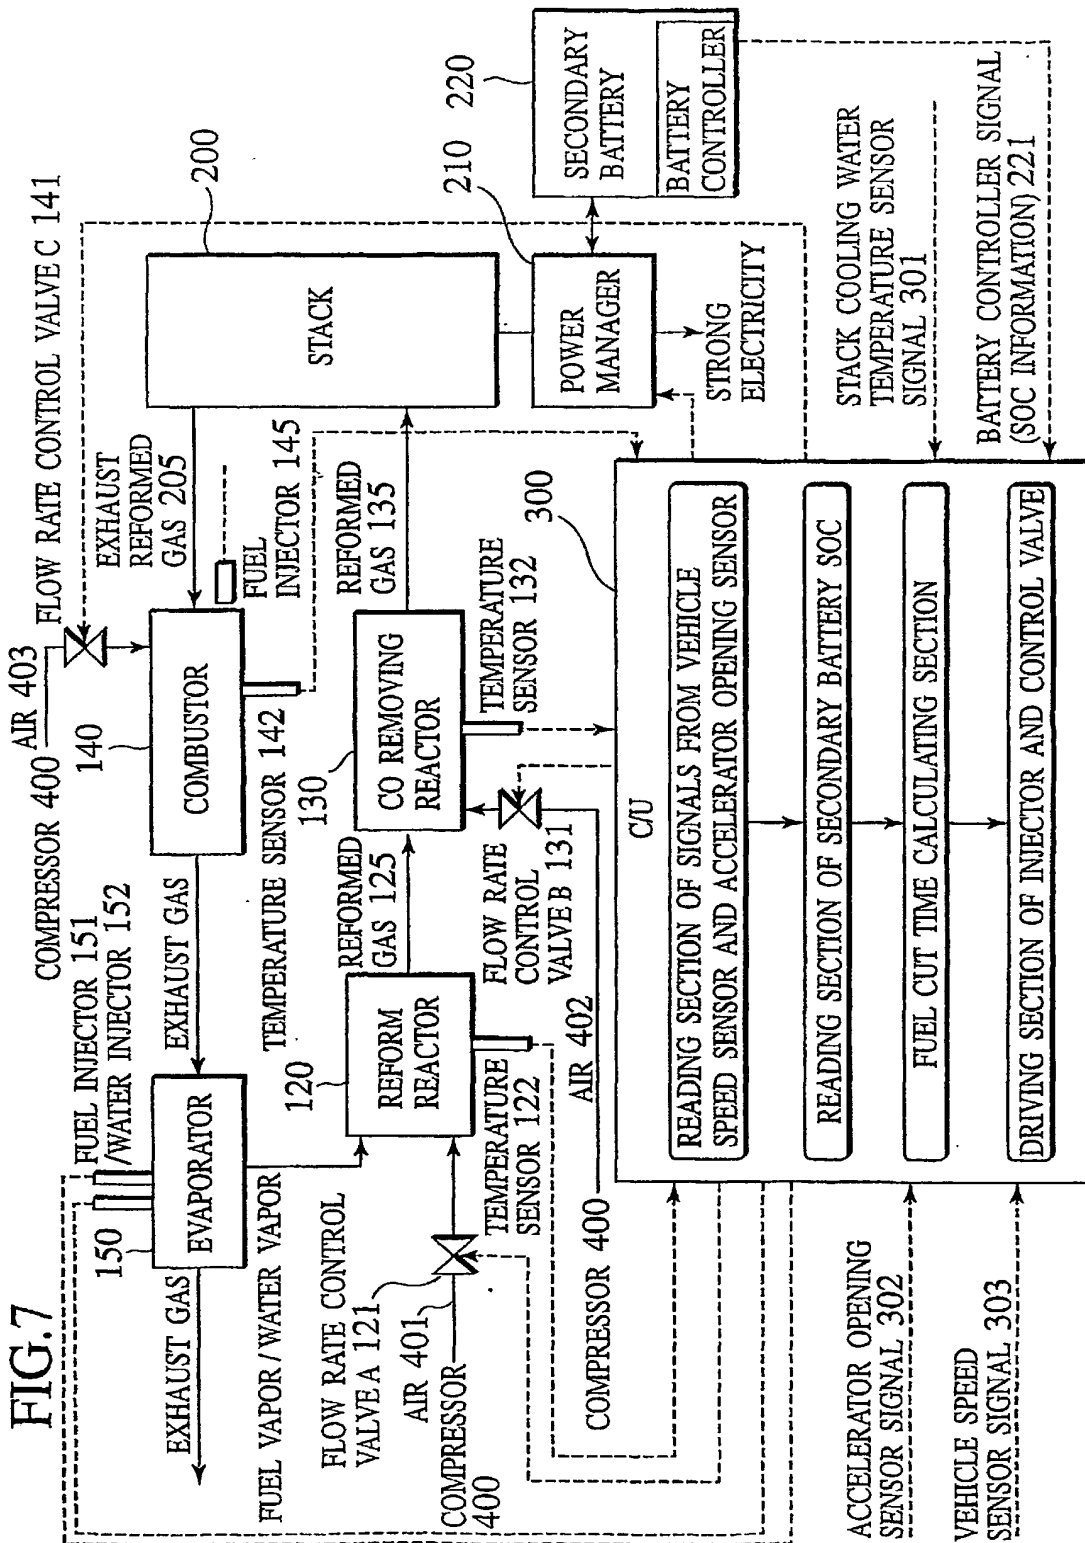 FIG.7
COMPRESSOR 400
AIR 403
FLOW RATE CONTROL VALVE C 141
FUEL INJECTOR 151
/WATER INJECTOR 152
140
150
EVAPORATOR
EXHAUST GAS
EXHAUST GAS
COMBUSTOR
EXHAUST
REFORMED
GAS 205
FUEL
INJECTOR 145
TEMPERATURE SENSOR 142
STACK
200
FUEL VAPOR/WATER VAPOR
120
REFORM
REACTOR
REFORMED
GAS 125
130
CO REMOVING
REACTOR
REFORMED
GAS 135
FLOW RATE CONTROL
VALVE A 121
AIR 401
COMPRESSOR
400
TEMPERATURE
SENSOR 122
FLOW RATE
CONTROL
VALVE B 131
TEMPERATURE
SENSOR 132
AIR 402
COMPRESSOR 400
210
POWER
MANAGER
220
SECONDARY
BATTERY
BATTERY
CONTROLLER
STRONG
ELECTRICITY
300
C/U
READING SECTION OF SIGNALS FROM VEHICLE
SPEED SENSOR AND ACCELERATOR OPENING SENSOR
READING SECTION OF SECONDARY BATTERY SOC
FUEL CUT TIME CALCULATING SECTION
DRIVING SECTION OF INJECTOR AND CONTROL VALVE
STACK COOLING WATER
TEMPERATURE SENSOR
SIGNAL 301
BATTERY CONTROLLER SIGNAL
(SOC INFORMATION) 221
ACCELERATOR OPENING
SENSOR SIGNAL 302
VEHICLE SPEED
SENSOR SIGNAL 303